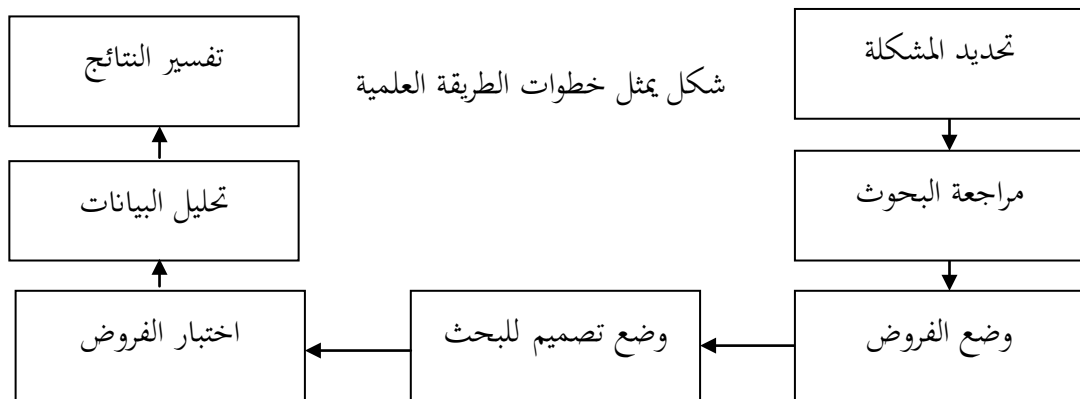 تحديد المشكلة
تفسير النتائج
شكل يمثل خطوات الطريقة العلمية
مراجعة البحوث
تحليل البيانات
وضع الفروض
وضع تصميم للبحث
اختبار الفروض